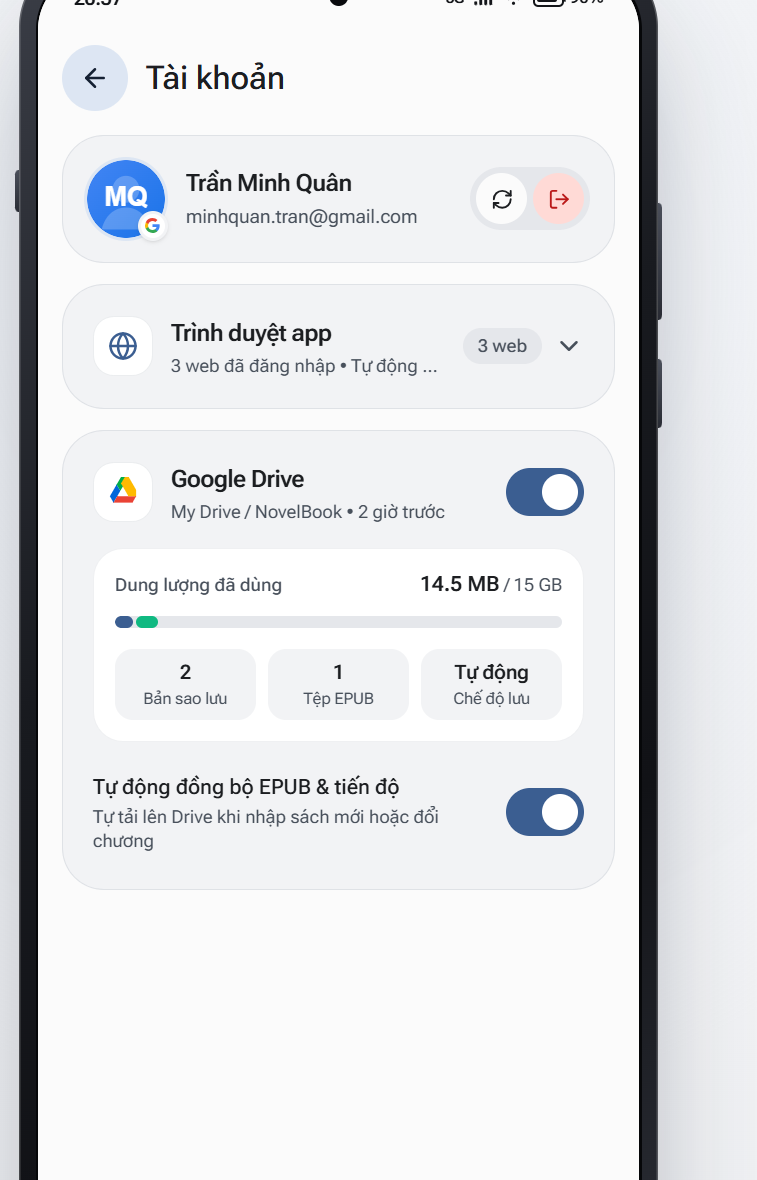 Tài khoản
MQ
Trần Minh Quân
minhquan.tran@gmail.com
Trình duyệt app
3 web đã đăng nhập • Tự động ...
3 web
Google Drive
My Drive / NovelBook • 2 giờ trước
Dung lượng đã dùng
14.5 MB / 15 GB
2
Bản sao lưu
1
Tệp EPUB
Tự động
Chế độ lưu
Tự động đồng bộ EPUB & tiến độ
Tự tải lên Drive khi nhập sách mới hoặc đổi
chương